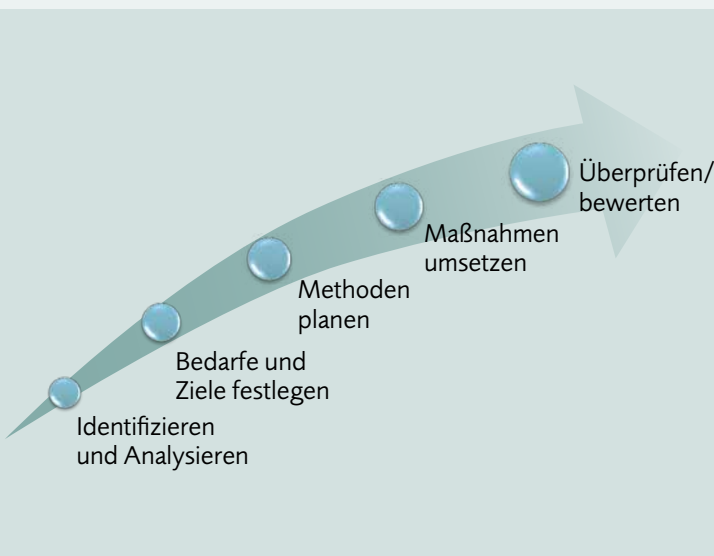 Identifizieren
und Analysieren
Bedarfe und
Ziele festlegen
Methoden
planen
Maßnahmen
umsetzen
Überprüfen/
bewerten